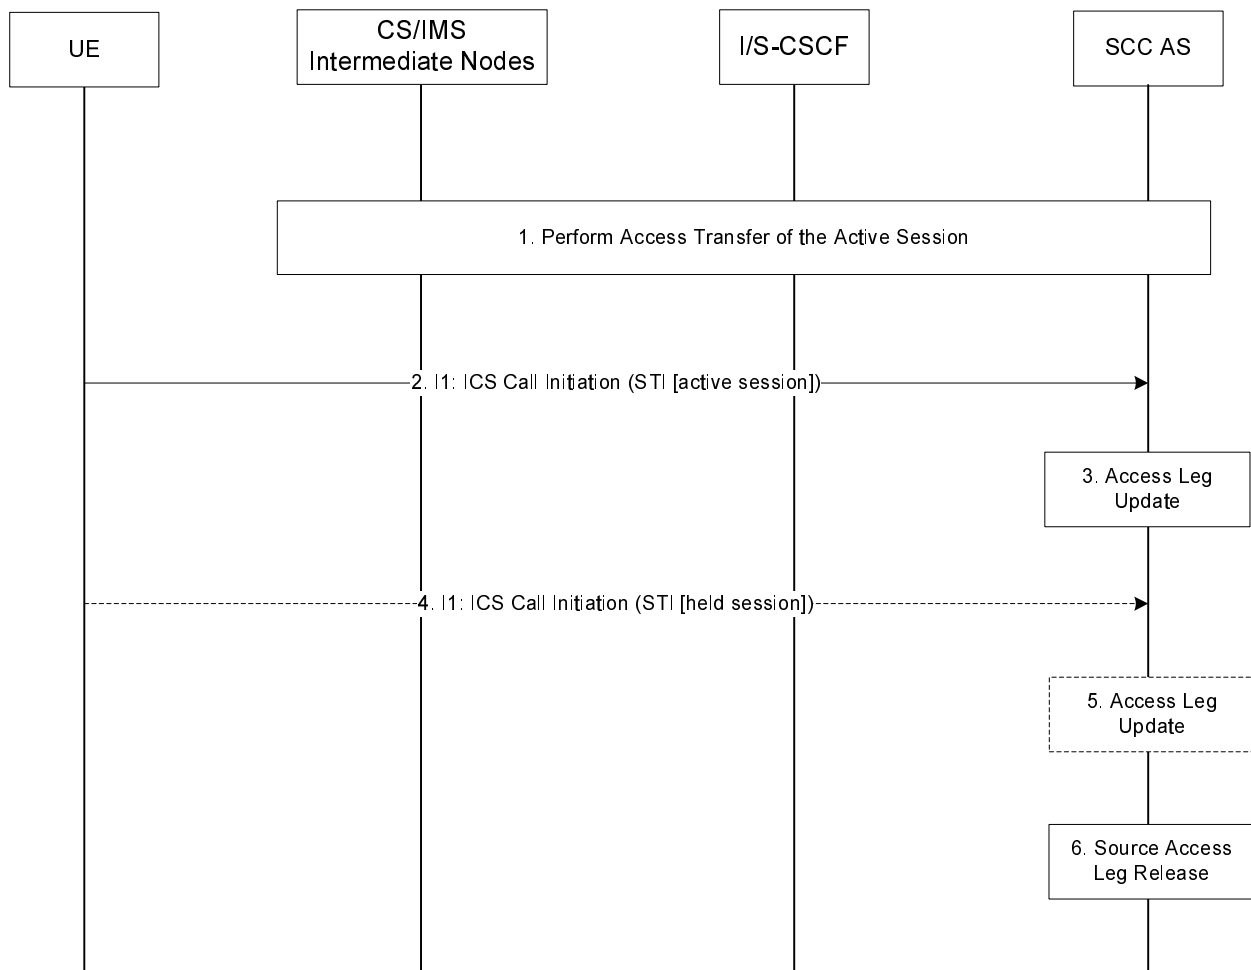 UE
CS/IMS
Intermediate Nodes
I/S-CSCF
SCC AS
1. Perform Access Transfer of the Active Session
2. I1: ICS Call Initiation (STI [active session])
3. Access Leg
Update
4. I1: ICS Call Initiation (STI [held session])
5. Access Leg
Update
6. Source Access
Leg Release